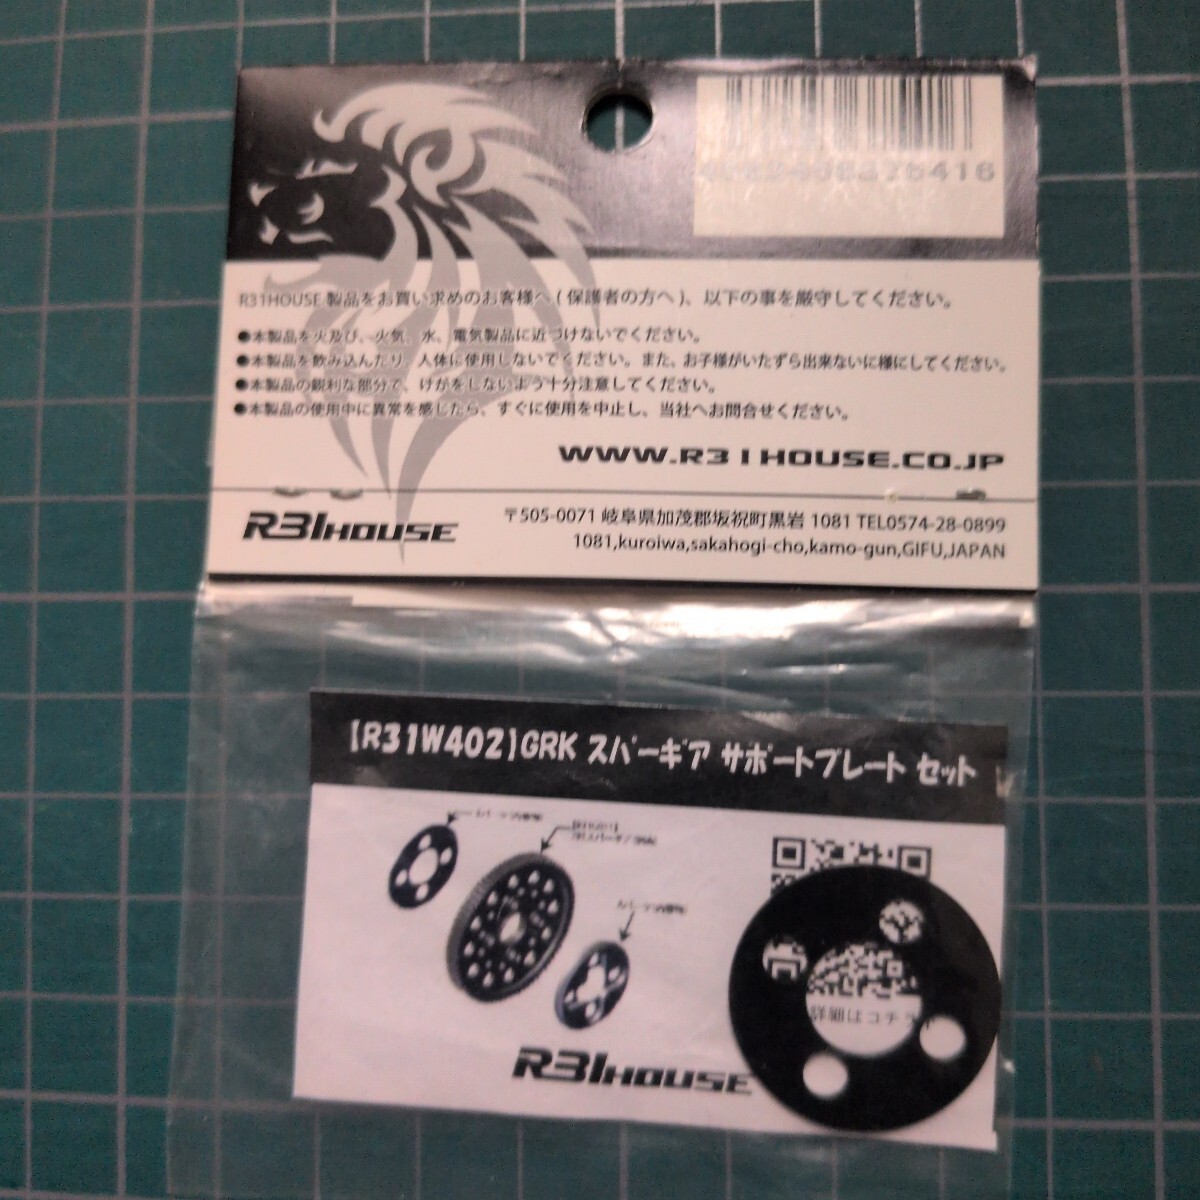 R31HOUSE 製品をお買い求めのお客様へ ( 保護者の方へ )、以下の事を厳守してください。
●本製品を火及び、火気、水、電気製品に近づけないでください。
●本製品を飲み込んだり、人体に使用しないでください。また、お子様がいたずら出来ないに様にしてください。
●本製品の鋭利な部分で、けがをしないよう十分注意してください。
●本製品の使用中に異常を感じたら、すぐに使用を中止し、当社へお問合せください。
WWW.R31HOUSE.CO.JP
R31HOUSE
〒505-0071 岐阜県加茂郡坂祝町黒岩 1081 TEL0574-28-0899
1081,kuroiwa,sakahogi-cho,kamo-gun,GIFU,JAPAN
【R31W402】GRK スパーギア サポートプレート セット
詳細はコチラ
R31HOUSE